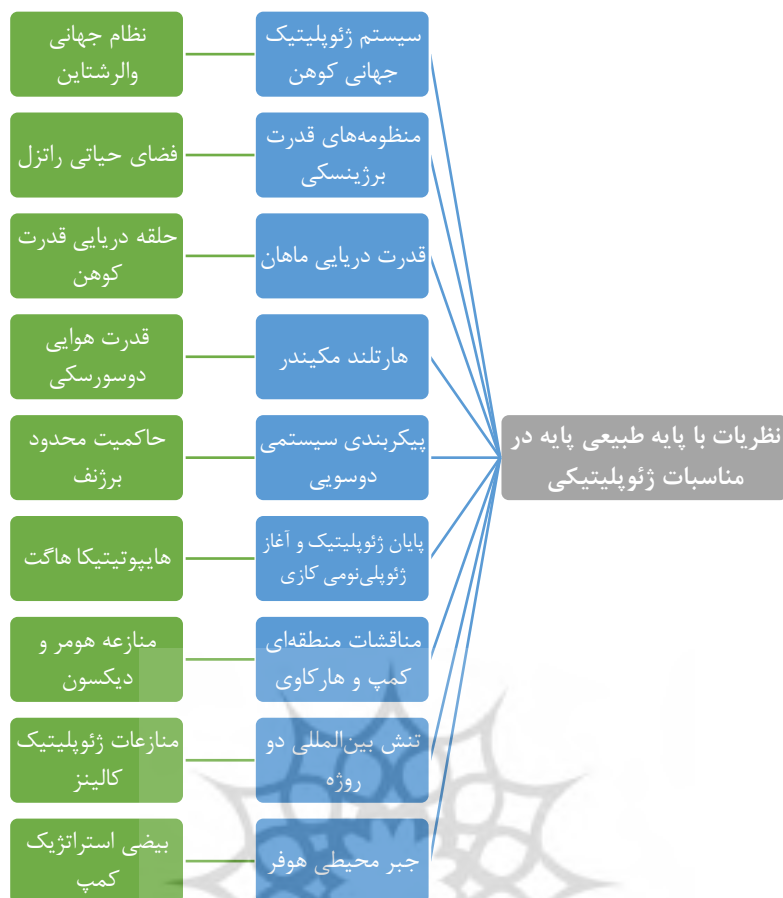 نظریات با پایه طبیعی پایه در
مناسبات ژئوپلیتیکی
سیستم ژئوپلیتیک
جهانی کوهن
نظام جهانی
والرشتاین
منظومه‌های قدرت
برژینسکی
فضای حیاتی راتزل
قدرت دریایی ماهان
حلقه دریایی قدرت
کوهن
هارتلند مکیندر
قدرت هوایی
دوسورسکی
پیکربندی سیستمی
دوسویی
حاکمیت محدود
برژنف
پایان ژئوپلیتیک و آغاز
ژئوپلی‌نومی کازی
هایپوتیتیکا هاگت
مناقشات منطقه‌ای
کمپ و هارکاوی
منازعه هومر و
دیکسون
تنش بین‌المللی دو
روژه
منازعات ژئوپلیتیک
کالینز
جبر محیطی هوفر
بیضی استراتژیک
کمپ